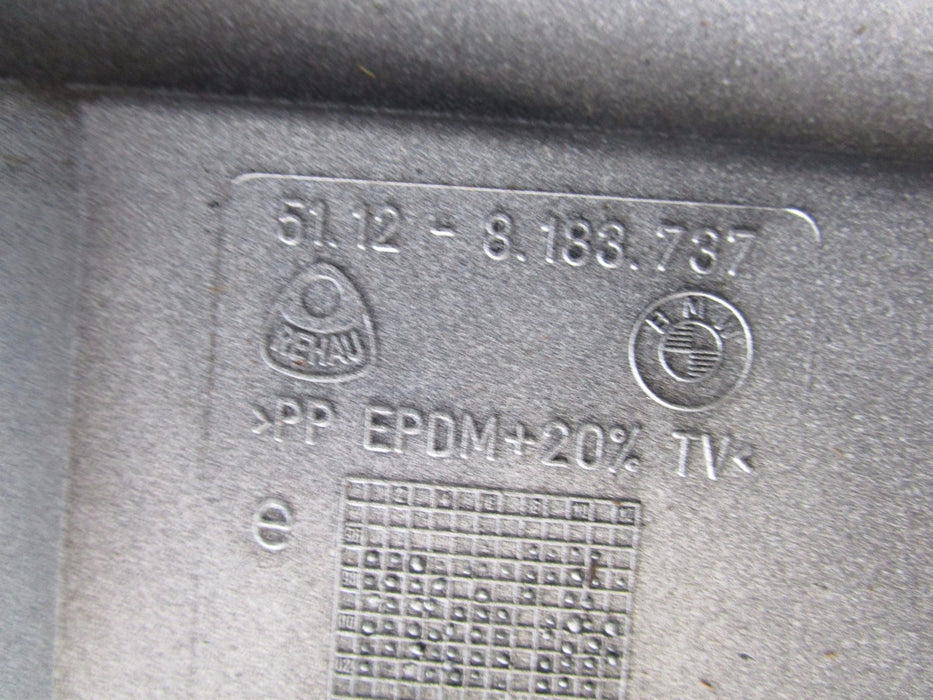 51.12 - 8.183.737
REHAU
BMW
>PP EPDM+20% TV<
e